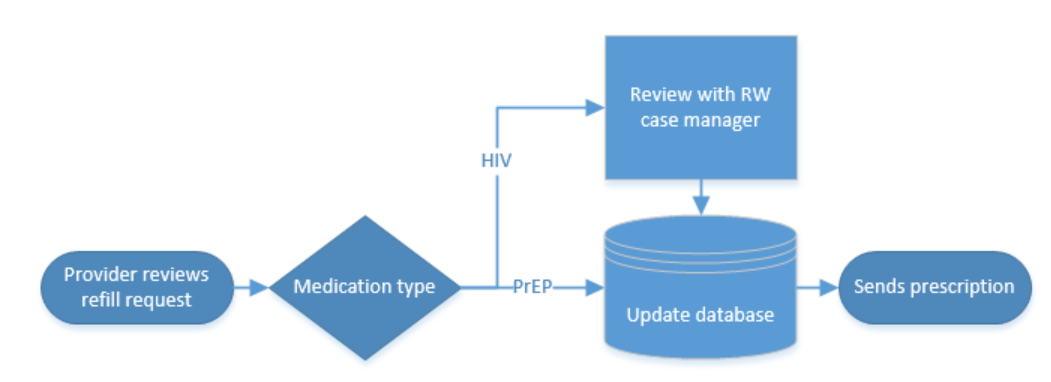 Provider reviews
refill request
Medication type
HIV
Review with RW
case manager
PrEP
Update database
Sends prescription